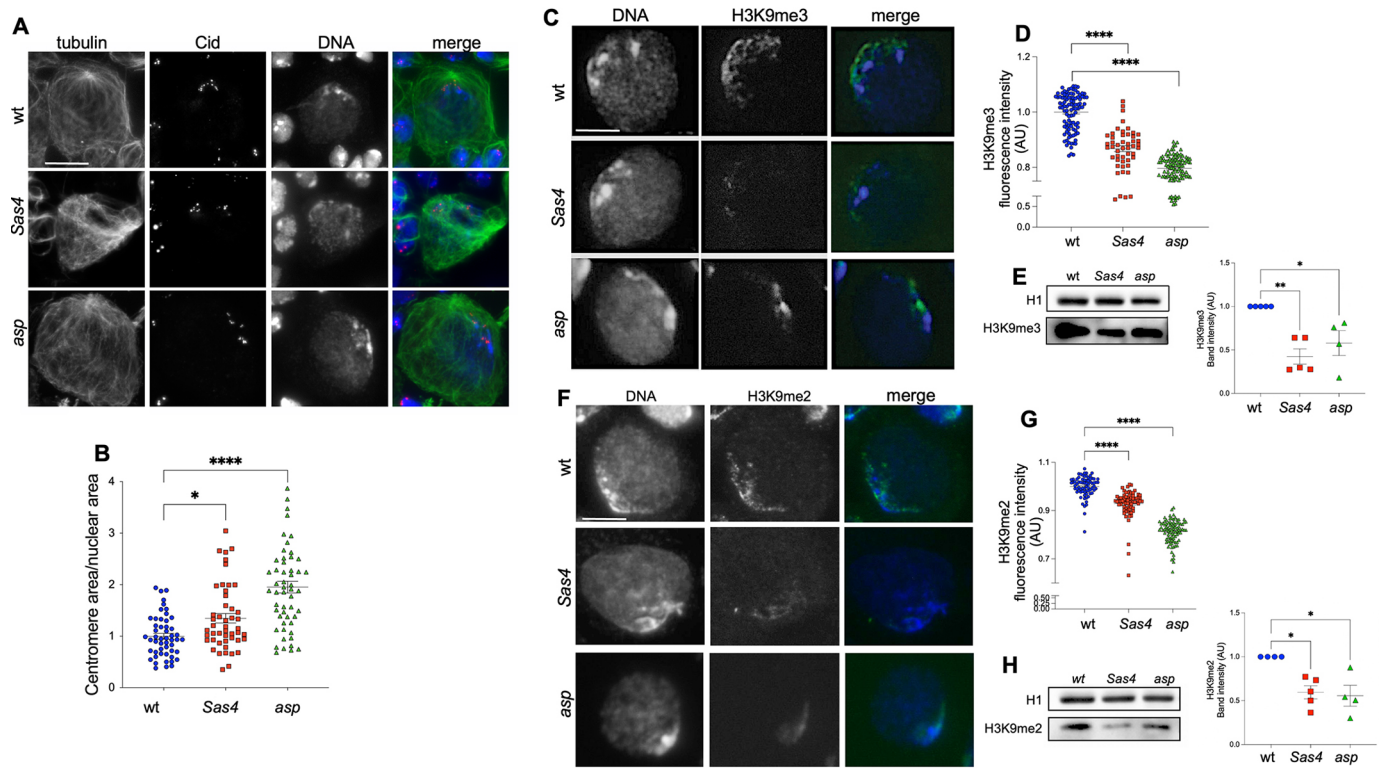 A
tubulin Cid DNA merge
wt
Sas4
asp
B
Centromere area/nuclear area
4
3
2
1
0
* ****
wt Sas4 asp
C
DNA H3K9me3 merge
wt
Sas4
asp
D
H3K9me3
fluorescence intensity
(AU)
1.2
1.0
0.8
0.5
0.0
****
****
wt Sas4 asp
E
wt Sas4 asp
H1
H3K9me3
H3K9me3
Band intensity (AU)
1.5
1.0
0.5
0.0
*
**
wt Sas4 asp
F
DNA H3K9me2 merge
wt
Sas4
asp
G
H3K9me2
fluorescence intensity
(AU)
1.1
0.9
0.7
0.50
0.00
****
****
wt Sas4 asp
H
wt Sas4 asp
H1
H3K9me2
H3K9me2
Band intensity (AU)
1.5
1.0
0.5
0.0
*
*
wt Sas4 asp